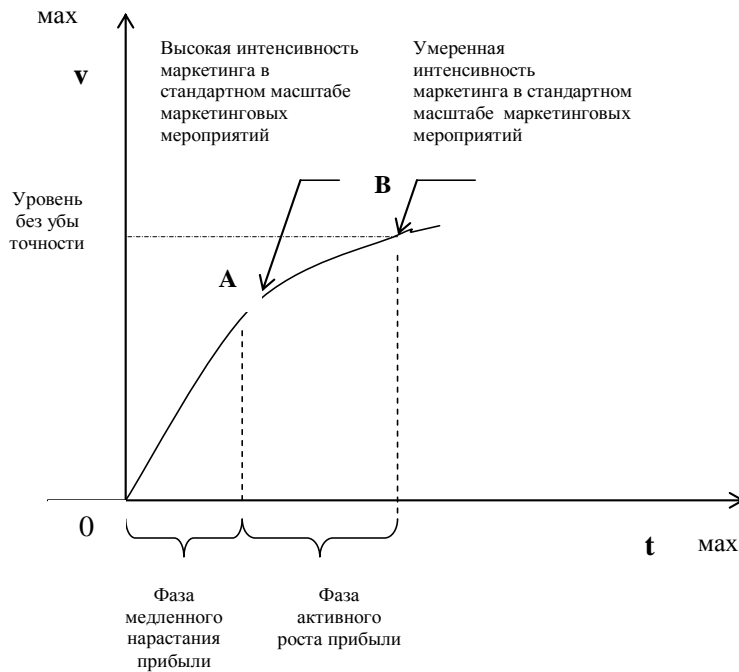 мах
v
Высокая интенсивность
маркетинга в
стандартном масштабе
маркетинговых
мероприятий
Умеренная
интенсивность
маркетинга в стандартном
масштабе маркетинговых
мероприятий
Уровень
без убы
точности
A
B
0
t
мах
Фаза
медленного
нарастания
прибыли
Фаза
активного
роста прибыли